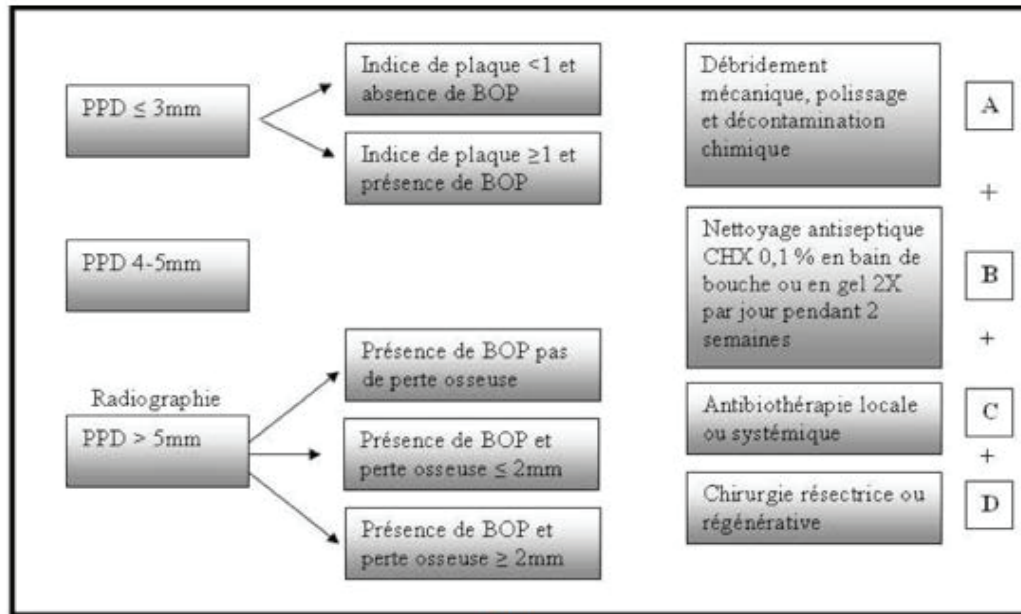 PPD ≤ 3mm
Indice de plaque <1 et
absence de BOP
Indice de plaque ≥1 et
présence de BOP
PPD 4-5mm
Radiographie
PPD > 5mm
Présence de BOP pas
de perte osseuse
Présence de BOP et
perte osseuse ≤ 2mm
Présence de BOP et
perte osseuse ≥ 2mm
Débridement
mécanique, polissage
et décontamination
chimique
A
+
Nettoyage antiseptique
CHX 0,1 % en bain de
bouche ou en gel 2X
par jour pendant 2
semaines
B
+
Antibiothérapie locale
ou systémique
C
+
Chirurgie résectrice ou
régénérative
D